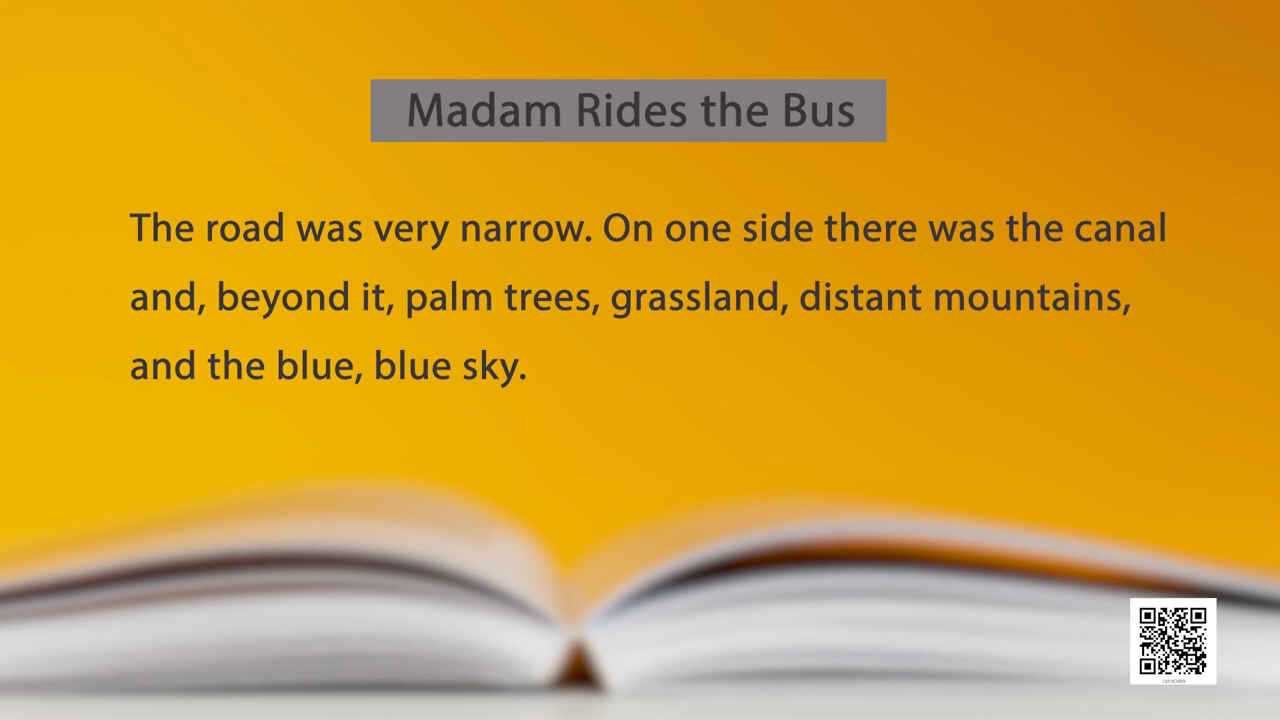 Madam Rides the Bus
The road was very narrow. On one side there was the canal
and, beyond it, palm trees, grassland, distant mountains,
and the blue, blue sky.
1059CH09